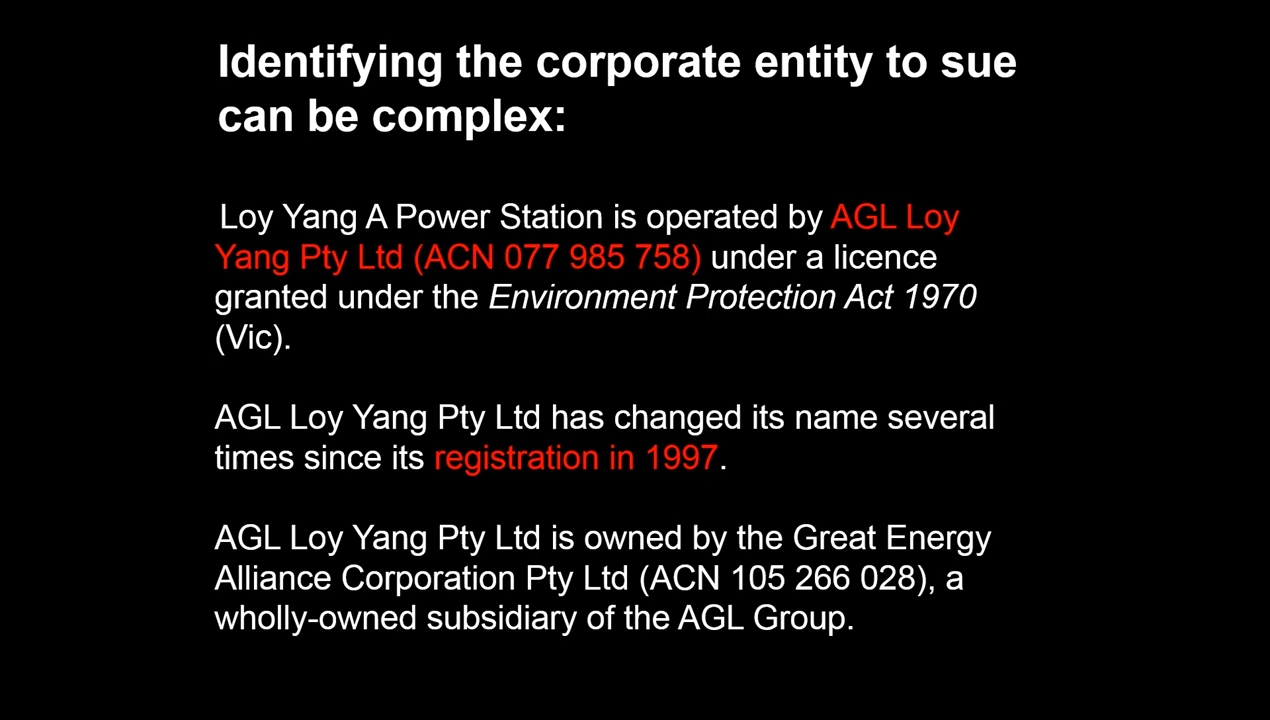 Identifying the corporate entity to sue
can be complex:
Loy Yang A Power Station is operated by AGL Loy
Yang Pty Ltd (ACN 077 985 758) under a licence
granted under the Environment Protection Act 1970
(Vic).
AGL Loy Yang Pty Ltd has changed its name several
times since its registration in 1997.
AGL Loy Yang Pty Ltd is owned by the Great Energy
Alliance Corporation Pty Ltd (ACN 105 266 028), a
wholly-owned subsidiary of the AGL Group.